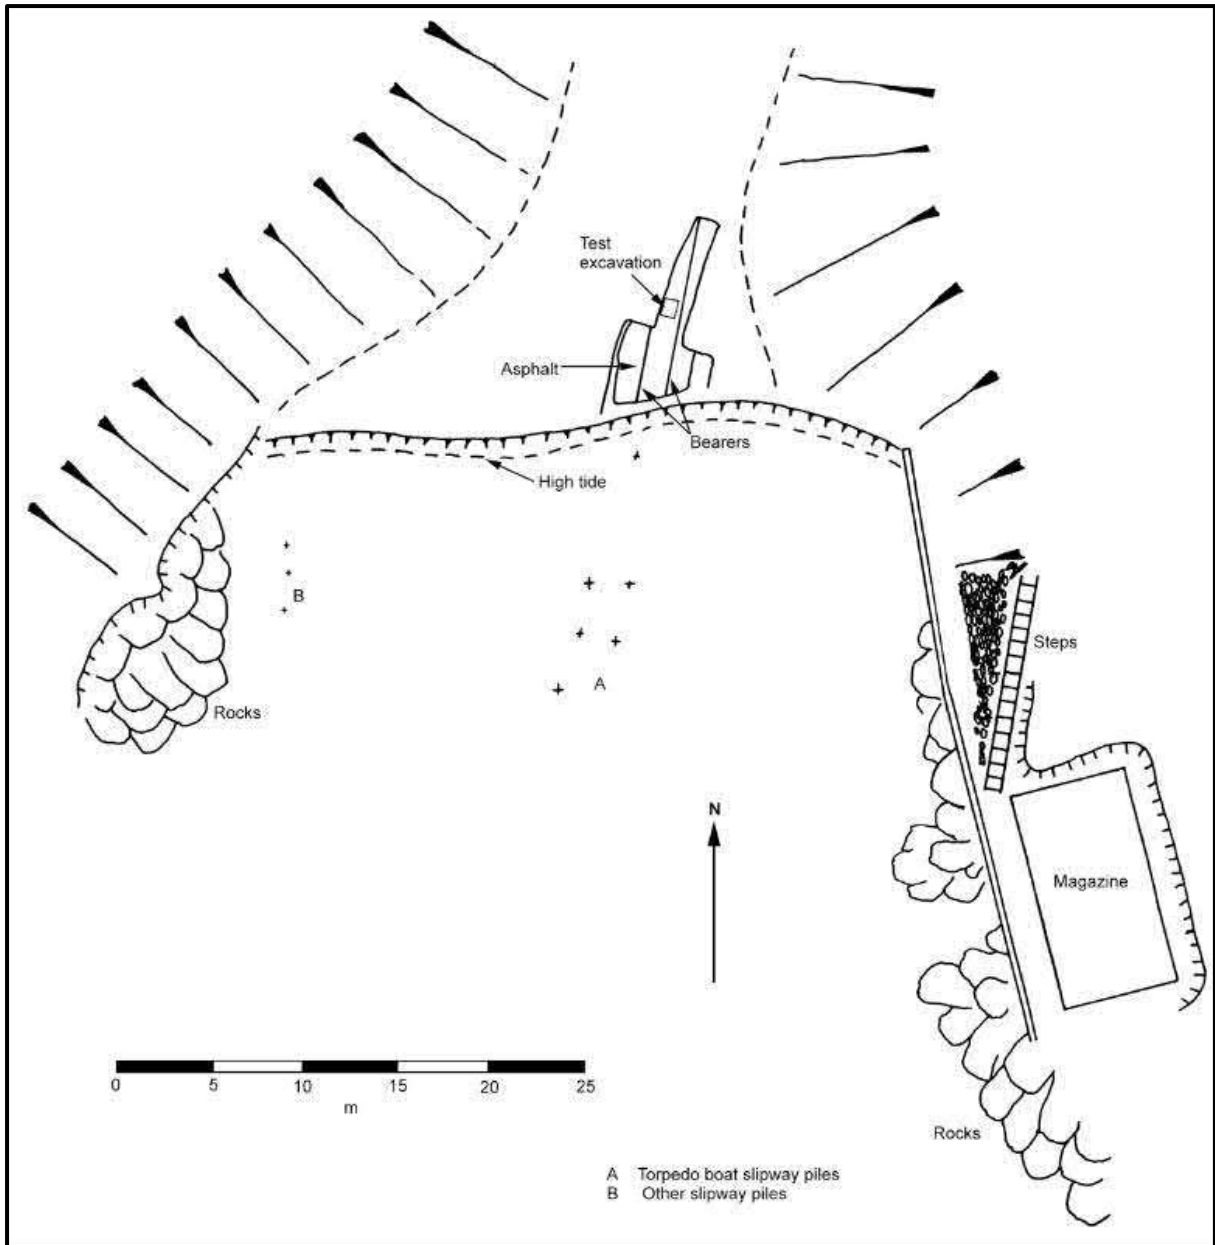 Test
excavation
Asphalt
Bearers
High tide
B
A
Steps
Rocks
N
Magazine
0 5 10 15 20 25
m
Rocks
A Torpedo boat slipway piles
B Other slipway piles